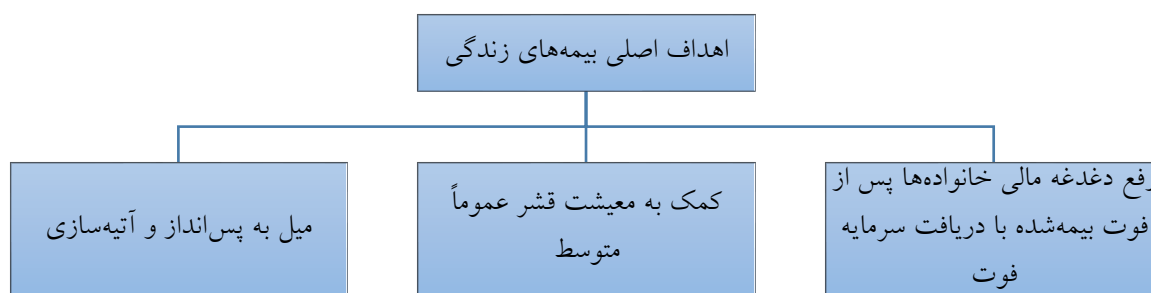 اهداف اصلی بیمه‌های زندگی
رفع دغدغه مالی خانواده‌ها پس از
فوت بیمه‌شده با دریافت سرمایه
فوت
کمک به معیشت قشر عموماً
متوسط
میل به پس‌انداز و آتیه‌سازی